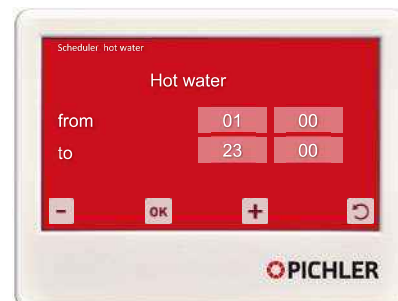 Scheduler hot water
Hot water
from 01 00
to 23 00
- OK +
PICHLER